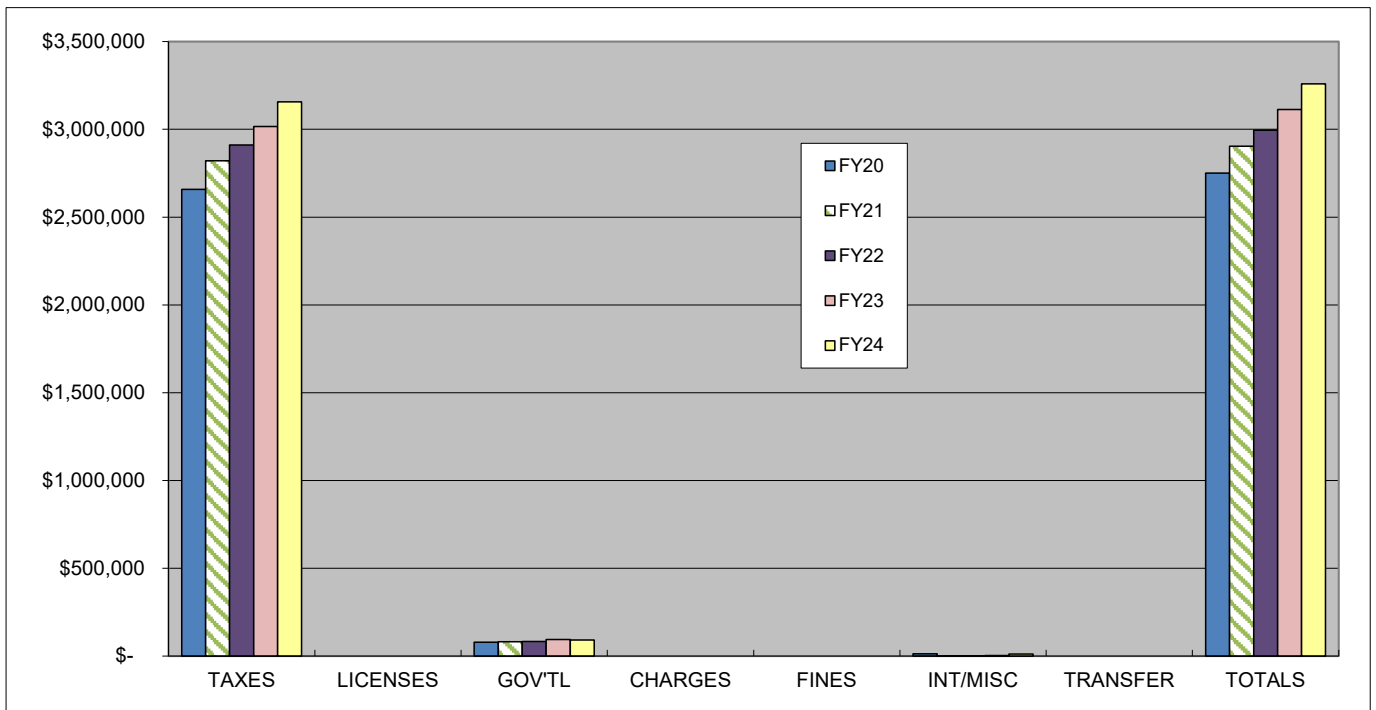 $3,500,000
$3,000,000
$2,500,000
$2,000,000
$1,500,000
$1,000,000
$500,000
$-
FY20
FY21
FY22
FY23
FY24
TAXES LICENSES GOV'TL CHARGES FINES INT/MISC TRANSFER TOTALS